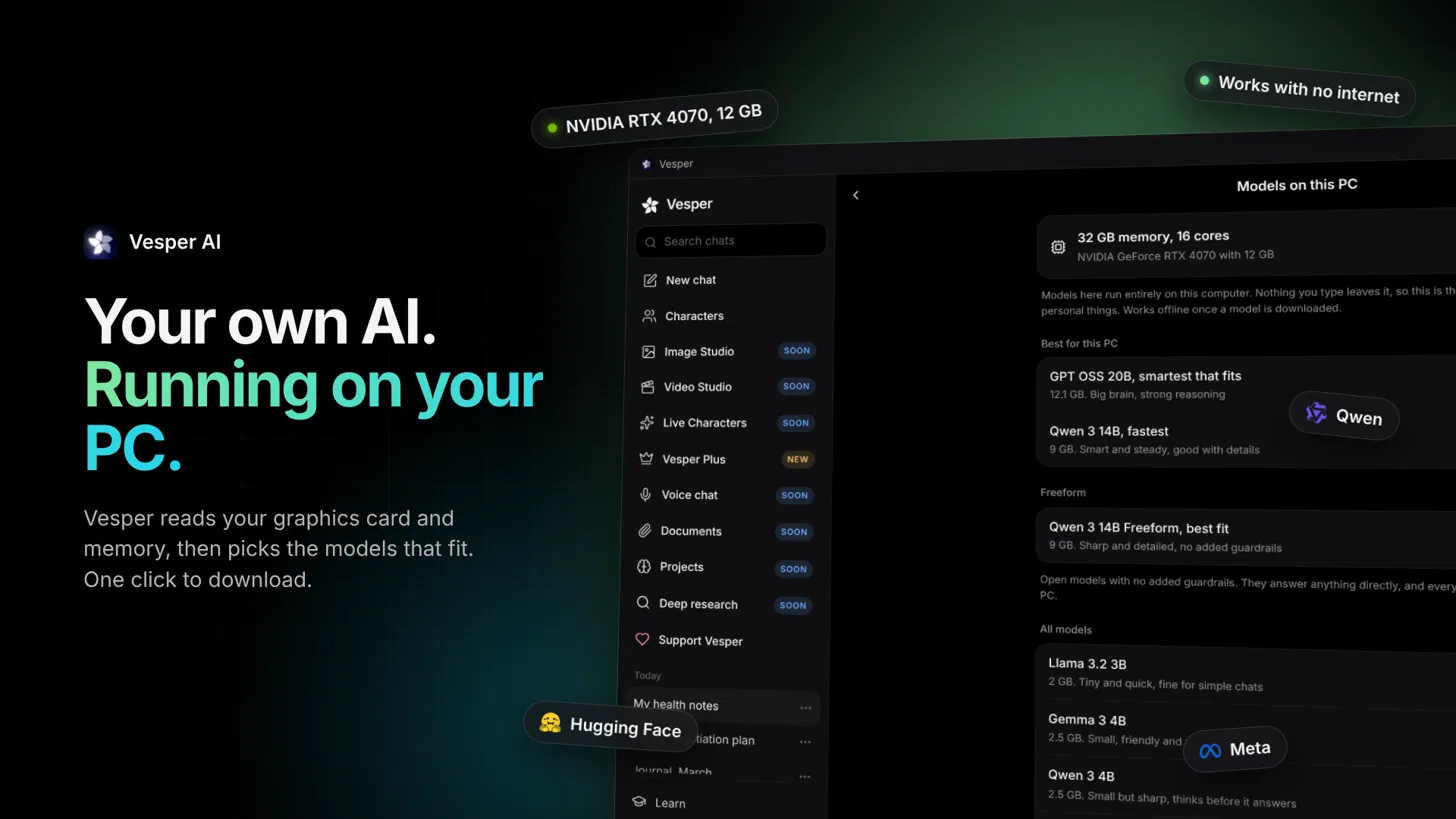 NVIDIA RTX 4070, 12 GB
Works with no internet
Vesper AI
Your own AI.
Running on your
PC.
Vesper reads your graphics card and
memory, then picks the models that fit.
One click to download.
Vesper
Vesper
Search chats
New chat
Characters
Image Studio SOON
Video Studio SOON
Live Characters SOON
Vesper Plus NEW
Voice chat SOON
Documents SOON
Projects SOON
Deep research SOON
Support Vesper
Today
My health notes
tiation plan
Journal, March
Learn
Hugging Face
Models on this PC
32 GB memory, 16 cores
NVIDIA GeForce RTX 4070 with 12 GB
Models here run entirely on this computer. Nothing you type leaves it, so this is th
personal things. Works offline once a model is downloaded.
Best for this PC
GPT OSS 20B, smartest that fits
12.1 GB. Big brain, strong reasoning
Qwen 3 14B, fastest
9 GB. Smart and steady, good with details
Qwen
Freeform
Qwen 3 14B Freeform, best fit
9 GB. Sharp and detailed, no added guardrails
Open models with no added guardrails. They answer anything directly, and every
PC.
All models
Llama 3.2 3B
2 GB. Tiny and quick, fine for simple chats
Gemma 3 4B
2.5 GB. Small, friendly and
Meta
Qwen 3 4B
2.5 GB. Small but sharp, thinks before it answers